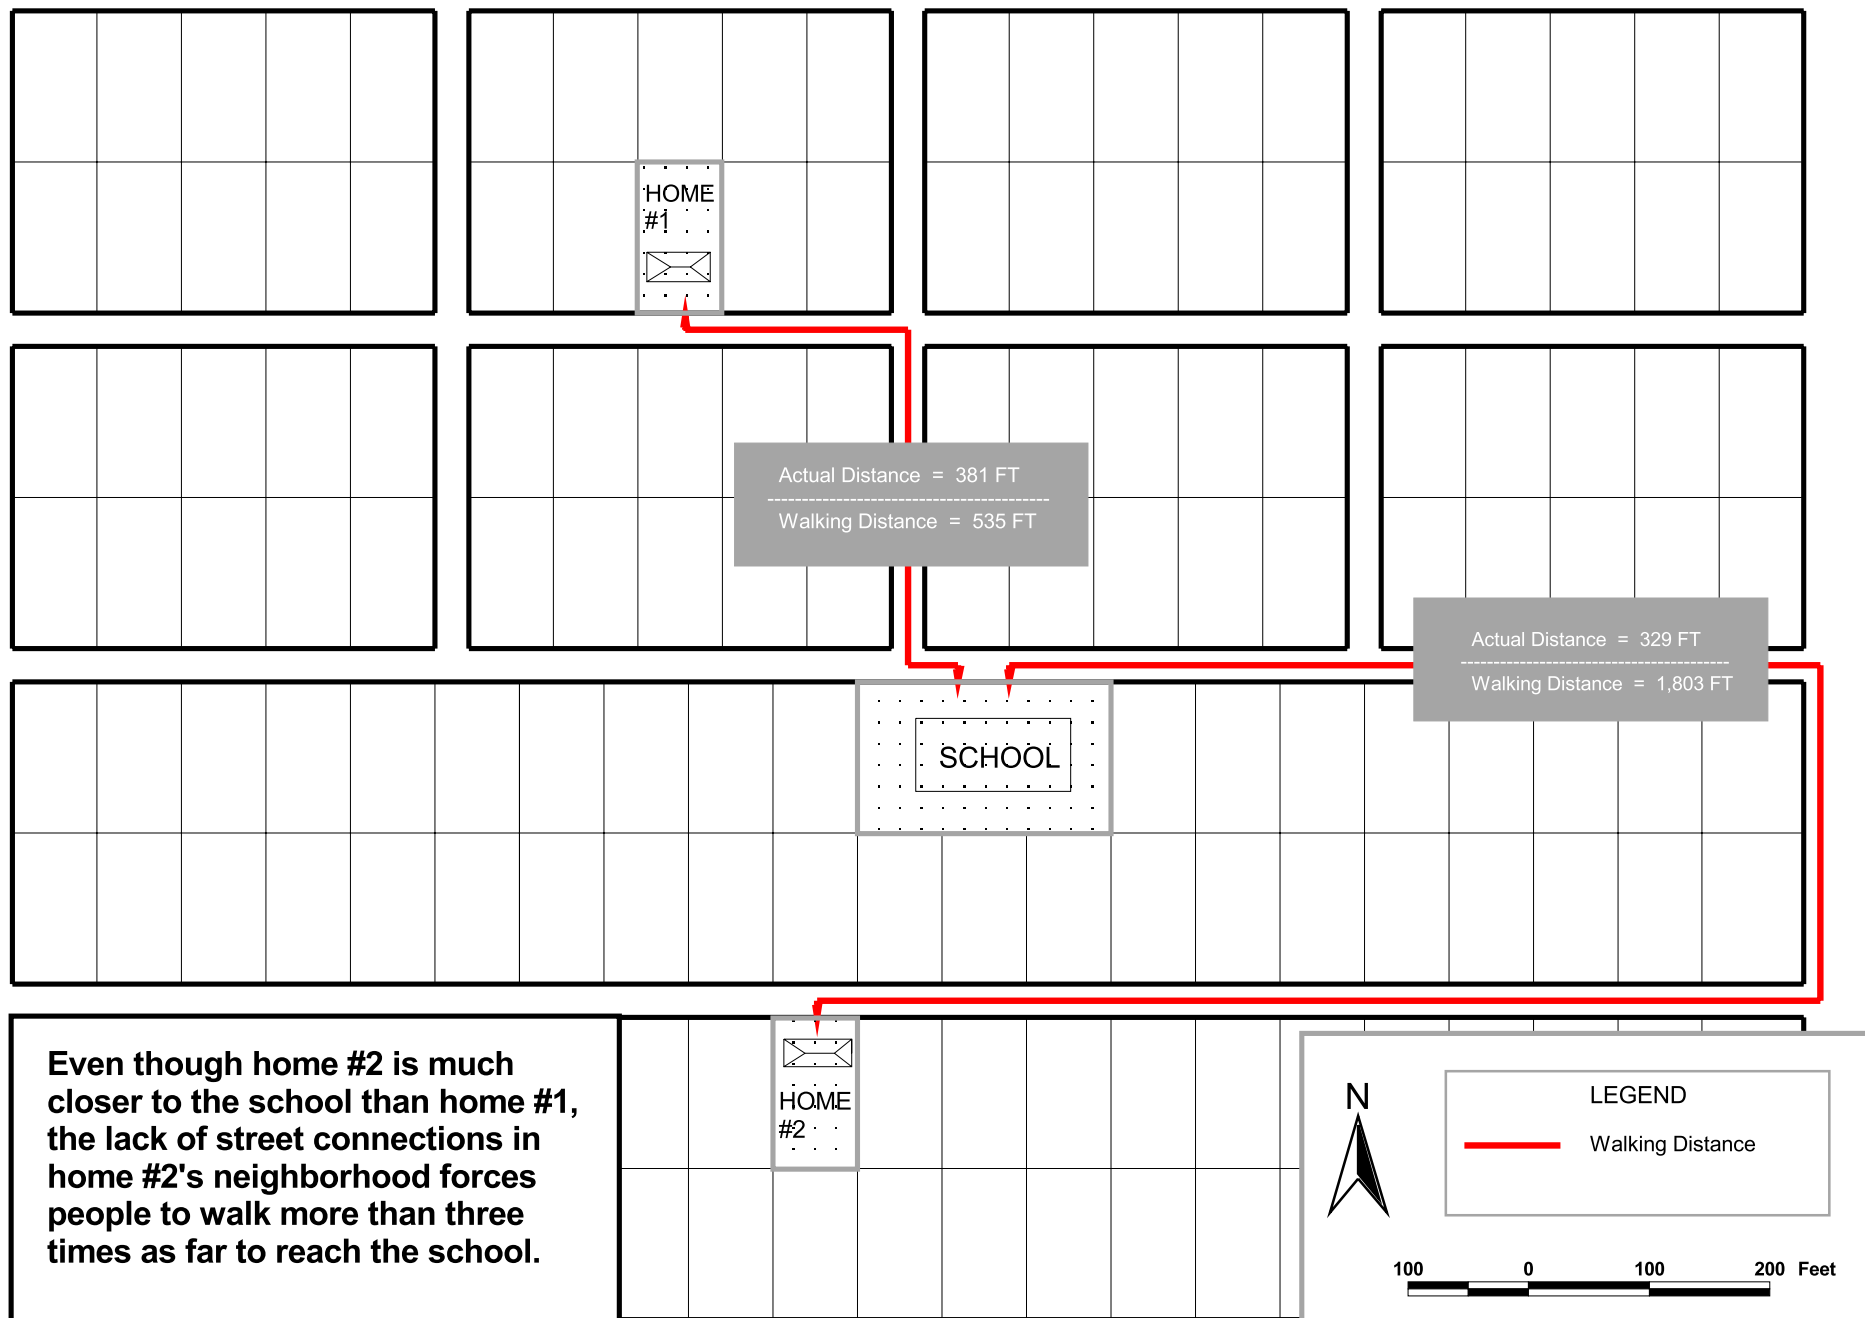 HOME
#1
Actual Distance = 381 FT
Walking Distance = 535 FT
Actual Distance = 329 FT
Walking Distance = 1,803 FT
SCHOOL
Even though home #2 is much
closer to the school than home #1,
the lack of street connections in
home #2's neighborhood forces
people to walk more than three
times as far to reach the school.
HOME
#2
N
LEGEND
Walking Distance
100 0 100 200 Feet